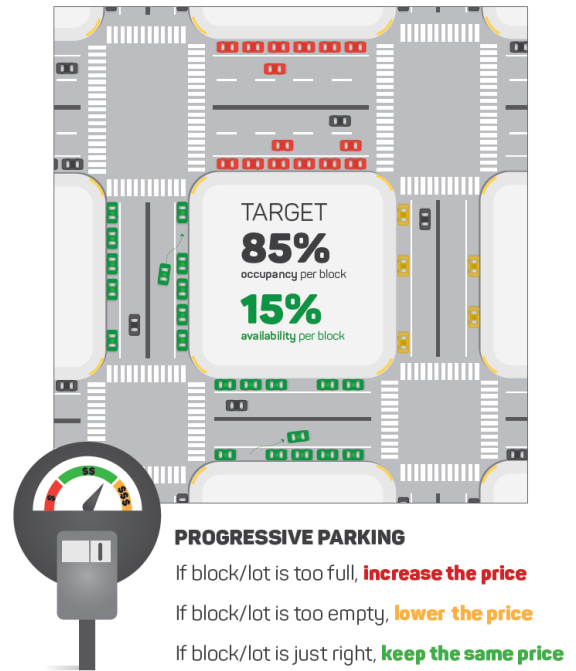 TARGET
85%
occupancy per block
15%
availability per block
$ $$ $$$
PROGRESSIVE PARKING
If block/lot is too full, increase the price
If block/lot is too empty, lower the price
If block/lot is just right, keep the same price